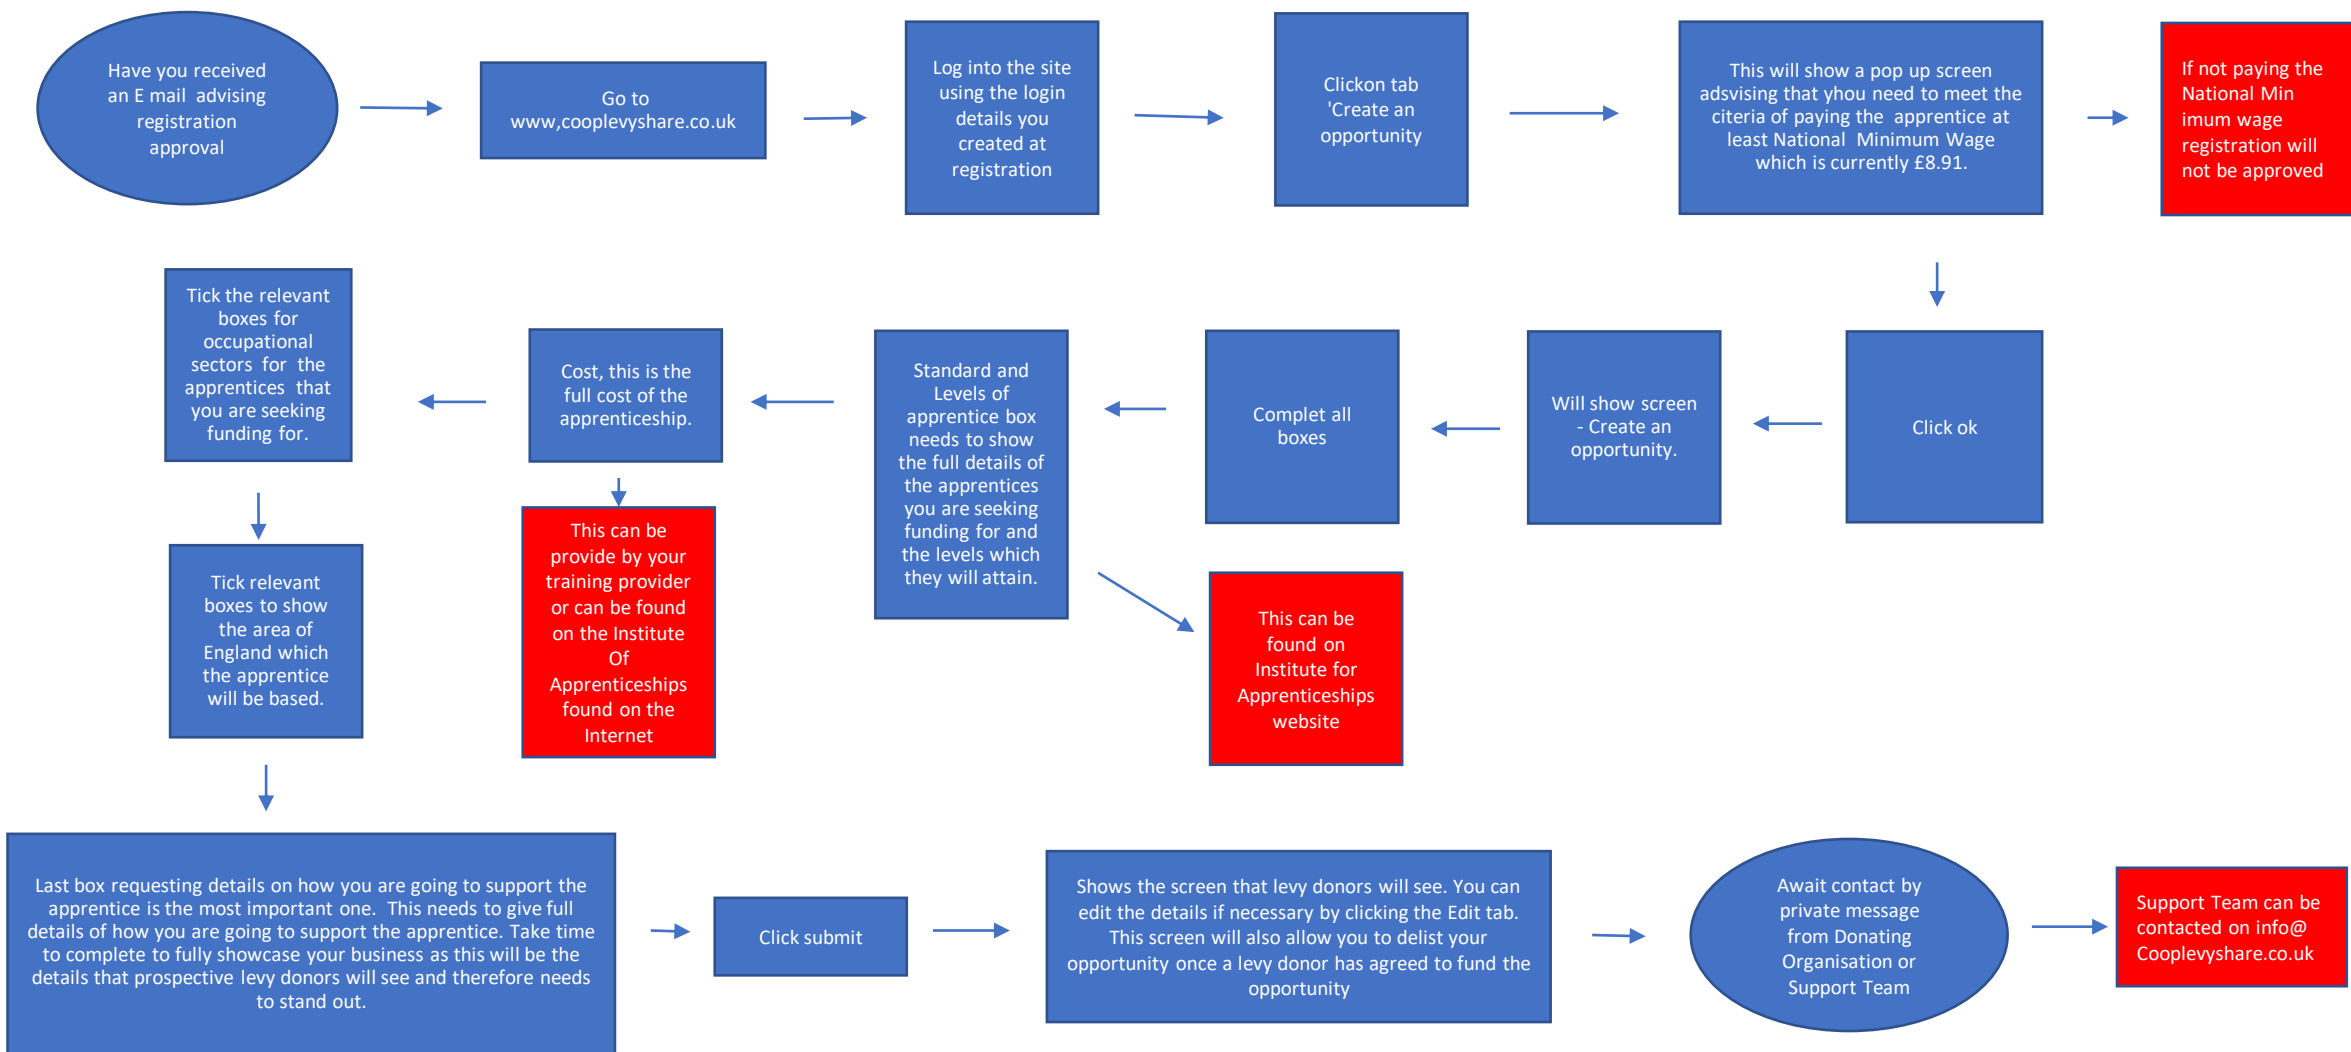 Have you received
an E mail  advising
registration
approval
Go to
www,cooplevyshare.co.uk
Log into the site
using the login
details you
created at
registration
Clickon tab
'Create an
opportunity
This will show a pop up screen
adsvising that yhou need to meet the
citeria of paying the  apprentice at
least National  Minimum Wage
which is currently £8.91.
If not paying the
National Min
imum wage
registration will
not be approved
Click ok
Will show screen
- Create an
opportunity.
Complet all
boxes
Standard and
Levels of
apprentice box
needs to show
the full details of
the apprentices
you are seeking
funding for and
the levels which
they will attain.
This can be
found  on
Institute for
Apprenticeships
website
Cost, this is the
full cost of the
apprenticeship.
This can be
provide by your
training provider
or can be found
on the Institute
Of
Apprenticeships
found on the
Internet
Tick the relevant
boxes for
occupational
sectors  for  the
apprentices  that
you are seeking
funding for.
Tick relevant
boxes to show
the area of
England which
the apprentice
will be based.
Last box requesting details on how you are going to support the
apprentice is the most important one.  This needs to give full
details of how you are going to support the apprentice. Take time
to complete to fully showcase your business as this will be the
details that prospective levy donors will see and therefore needs
to stand out.
Click submit
Shows the screen that levy donors will see. You can
edit the details if necessary by clicking the Edit tab.
This screen will also allow you to delist your
opportunity once a levy donor has agreed to fund the
opportunity
Await contact by
private message
from Donating
Organisation or
Support Team
Support Team can be
contacted on info@
Cooplevyshare.co.uk